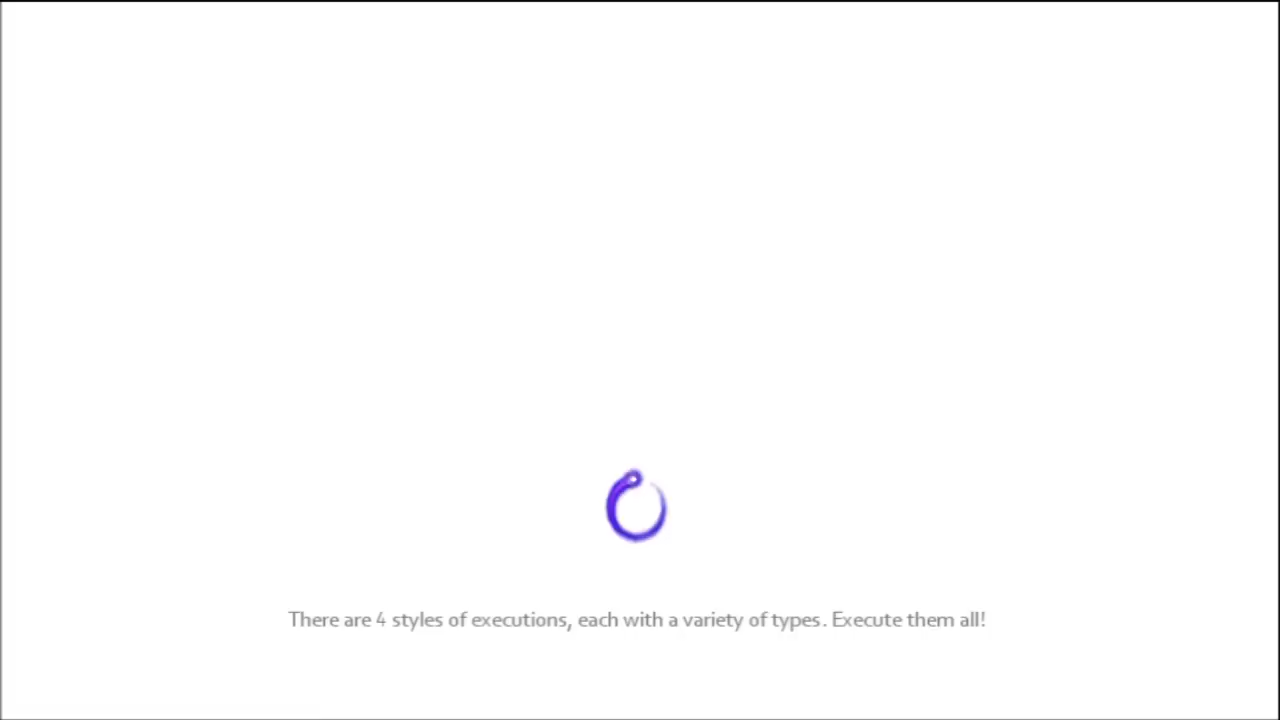 There are 4 styles of executions, each with a variety of types. Execute them all!